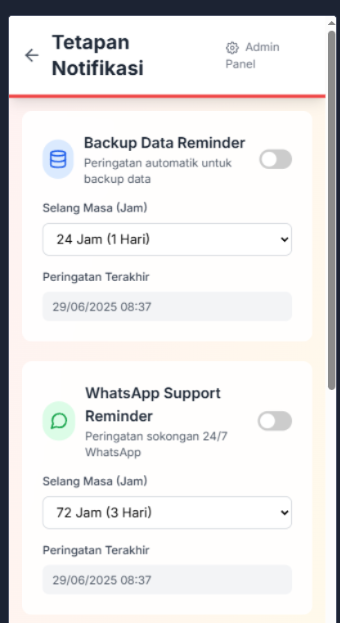 Tetapan
Notifikasi
Admin
Panel
Backup Data Reminder
Peringatan automatik untuk
backup data
Selang Masa (Jam)
24 Jam (1 Hari)
Peringatan Terakhir
29/06/2025 08:37
WhatsApp Support
Reminder
Peringatan sokongan 24/7
WhatsApp
Selang Masa (Jam)
72 Jam (3 Hari)
Peringatan Terakhir
29/06/2025 08:37